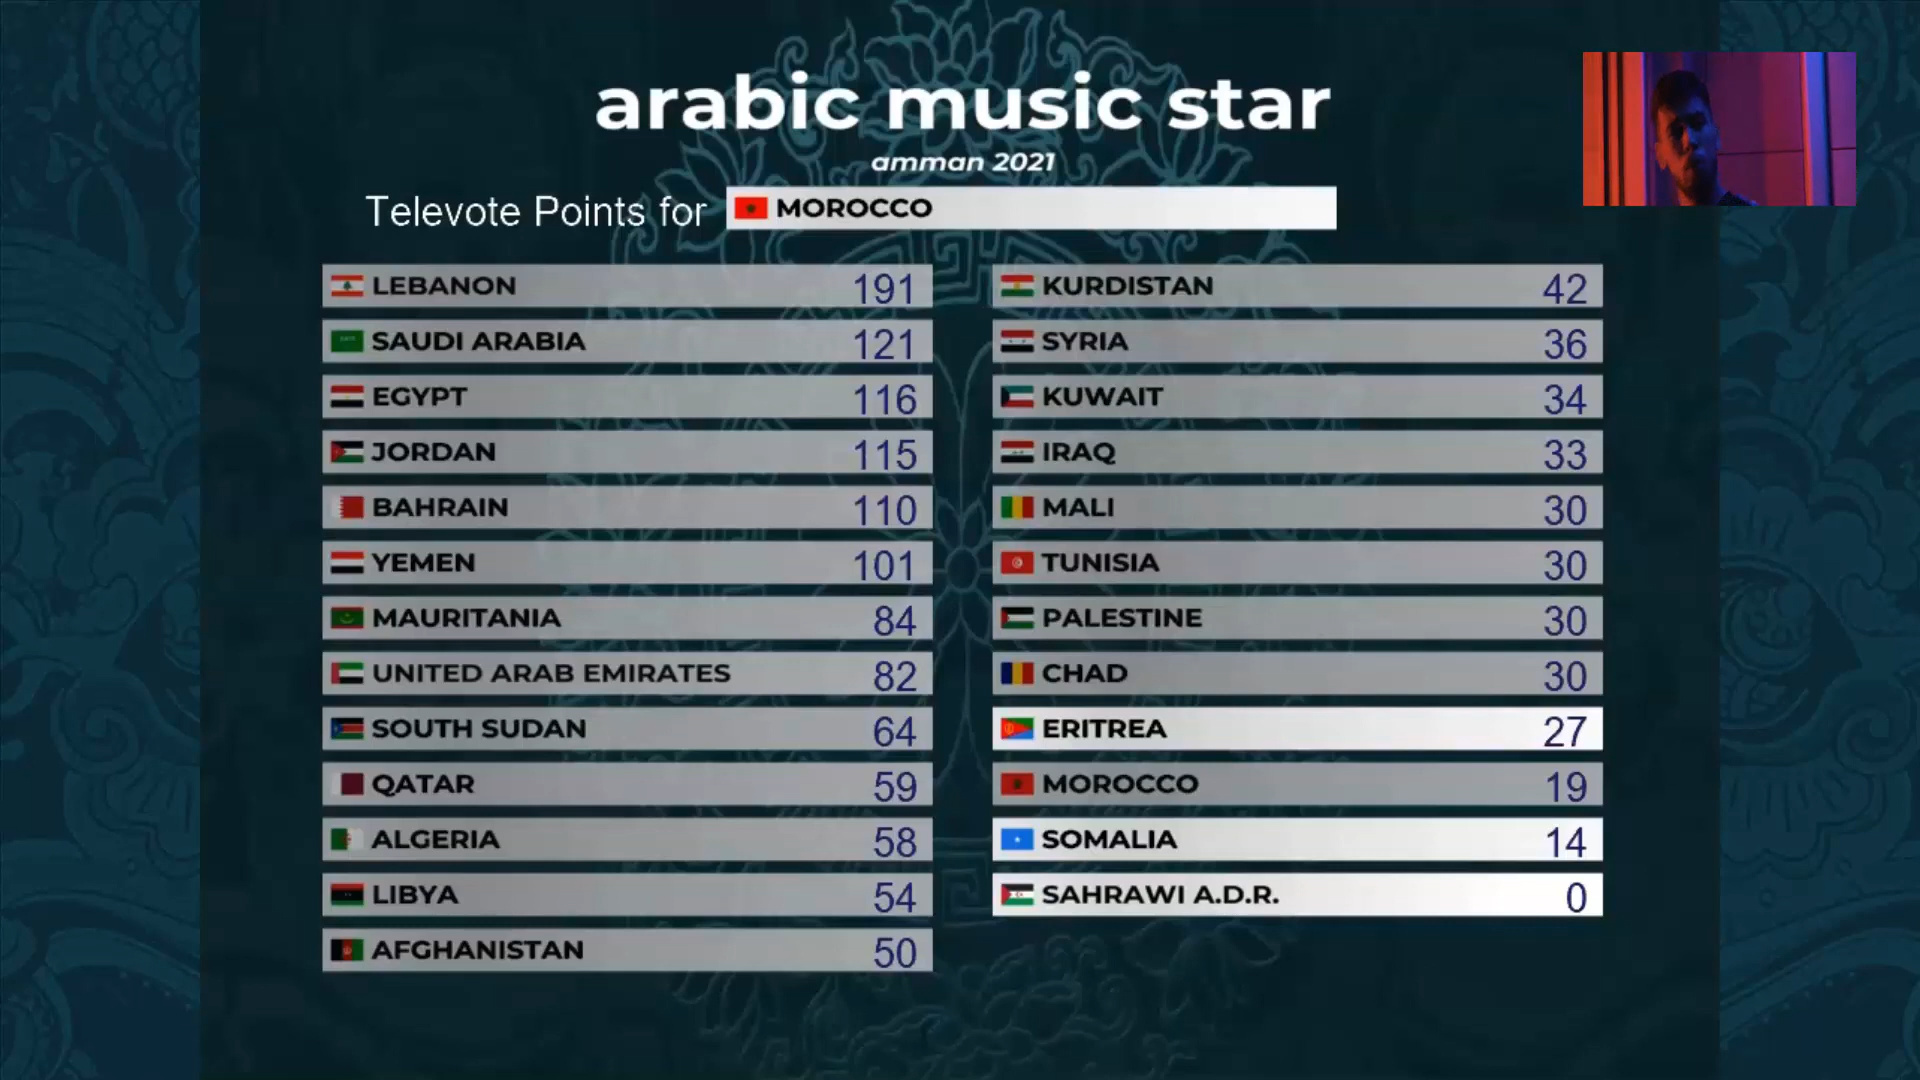 arabic music star
amman 2021
Televote Points for MOROCCO
LEBANON 191
SAUDI ARABIA 121
EGYPT 116
JORDAN 115
BAHRAIN 110
YEMEN 101
MAURITANIA 84
UNITED ARAB EMIRATES 82
SOUTH SUDAN 64
QATAR 59
ALGERIA 58
LIBYA 54
AFGHANISTAN 50
KURDISTAN 42
SYRIA 36
KUWAIT 34
IRAQ 33
MALI 30
TUNISIA 30
PALESTINE 30
CHAD 30
ERITREA 27
MOROCCO 19
SOMALIA 14
SAHRAWI A.D.R. 0